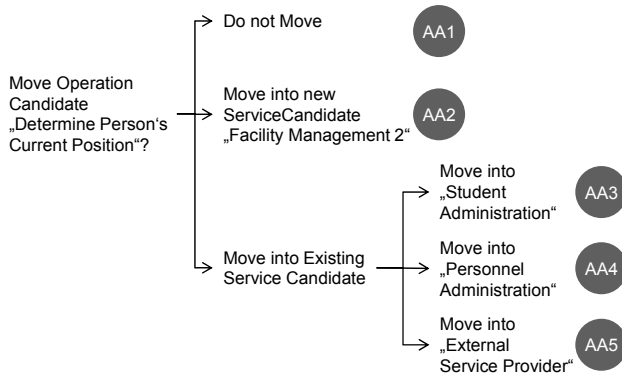 Do not Move
AA1
Move Operation
Candidate
„Determine Person‘s
Current Position“?
Move into new
ServiceCandidate
„Facility Management 2“
AA2
Move into Existing
Service Candidate
Move into
„Student
Administration“
AA3
Move into
„Personnel
Administration“
AA4
Move into
„External
Service Provider“
AA5